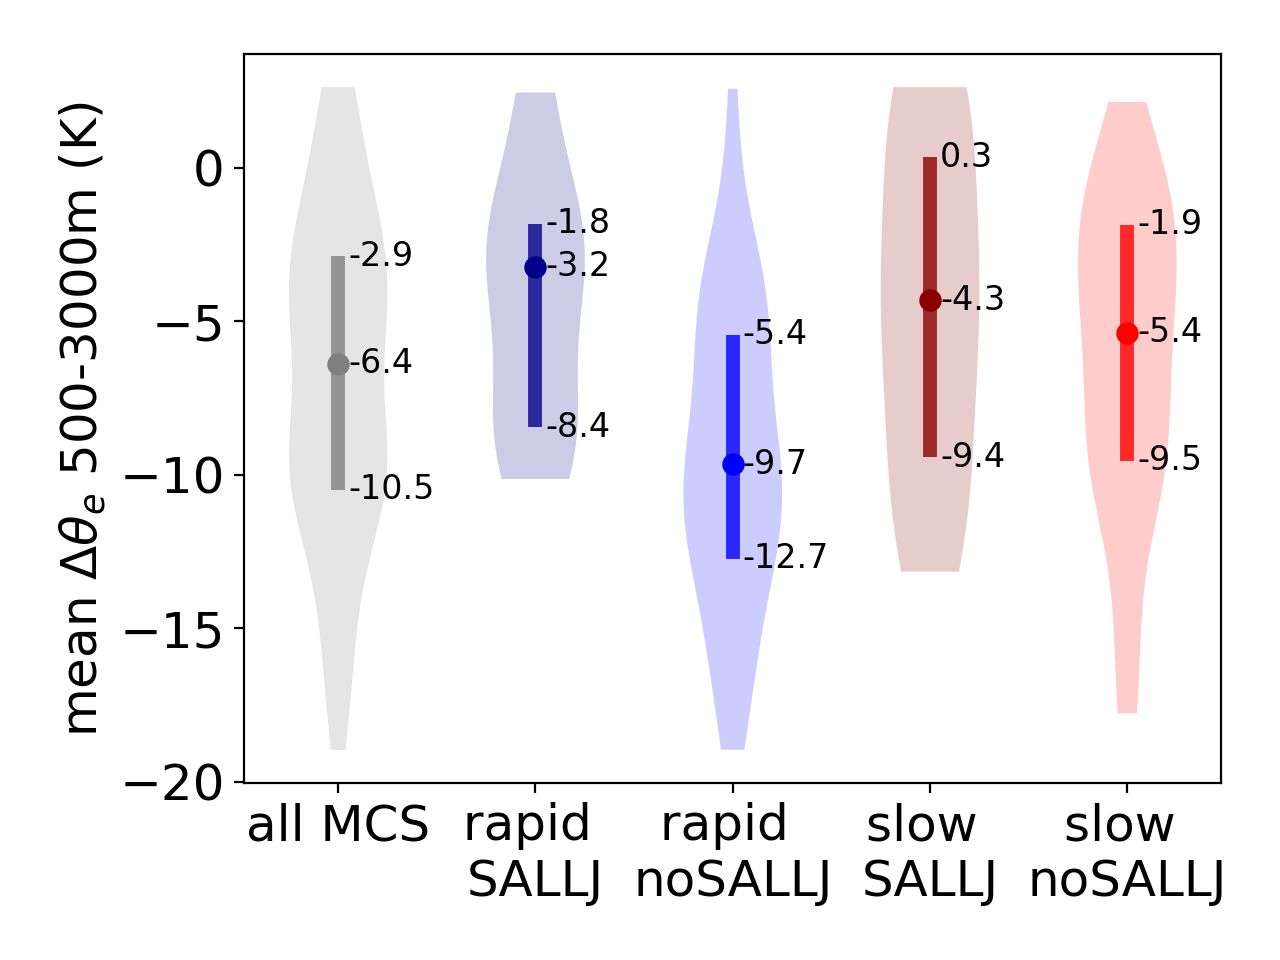 mean Δθe 500-3000m (K)
0
−5
−10
−15
−20
-2.9
-6.4
-10.5
-1.8
-3.2
-8.4
-5.4
-9.7
-12.7
0.3
-4.3
-9.4
-1.9
-5.4
-9.5
all MCS
rapid
SALLJ
rapid
noSALLJ
slow
SALLJ
slow
noSALLJ